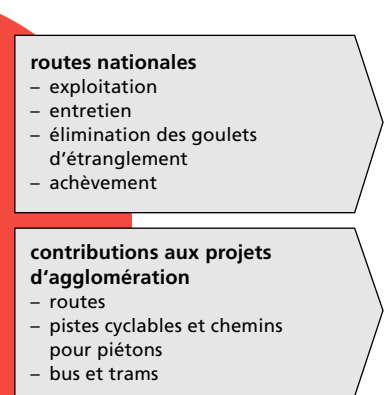 routes nationales
– exploitation
– entretien
– élimination des goulets
d‘étranglement
– achèvement
contributions aux projets
d‘agglomération
– routes
– pistes cyclables et chemins
pour piétons
– bus et trams